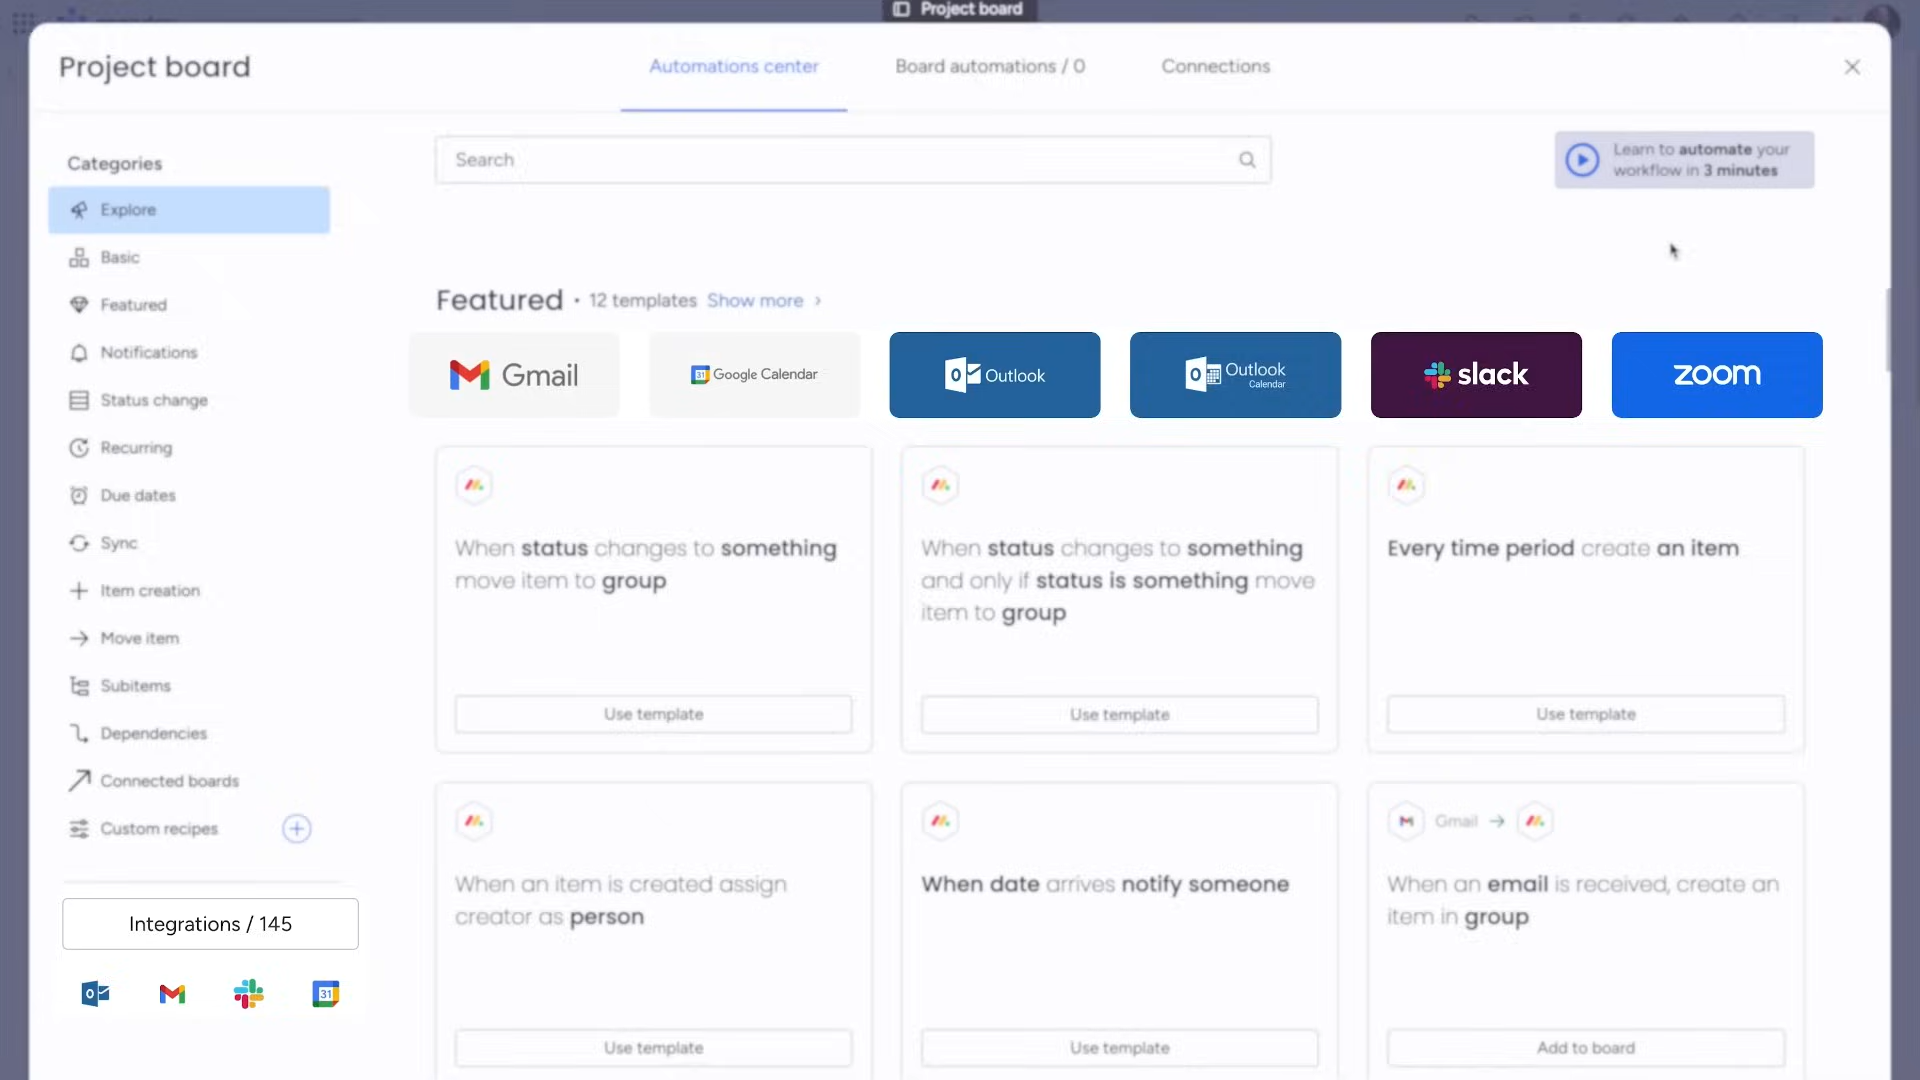 Project board
Project board
Automations center
Board automations / 0
Connections
Categories
Explore
Basic
Featured
Notifications
Status change
Recurring
Due dates
Sync
Item creation
Move item
Subitems
Dependencies
Connected boards
Custom recipes
Integrations / 145
Search
Learn to automate your
workflow in 3 minutes
Featured • 12 templates Show more >
Gmail
31 Google Calendar
Outlook
Outlook
Calendar
slack
zoom
When status changes to something
move item to group
Use template
When status changes to something
and only if status is something move
item to group
Use template
Every time period create an item
Use template
When an item is created assign
creator as person
Use template
When date arrives notify someone
Use template
Gmail
When an email is received, create an
item in group
Add to board
31